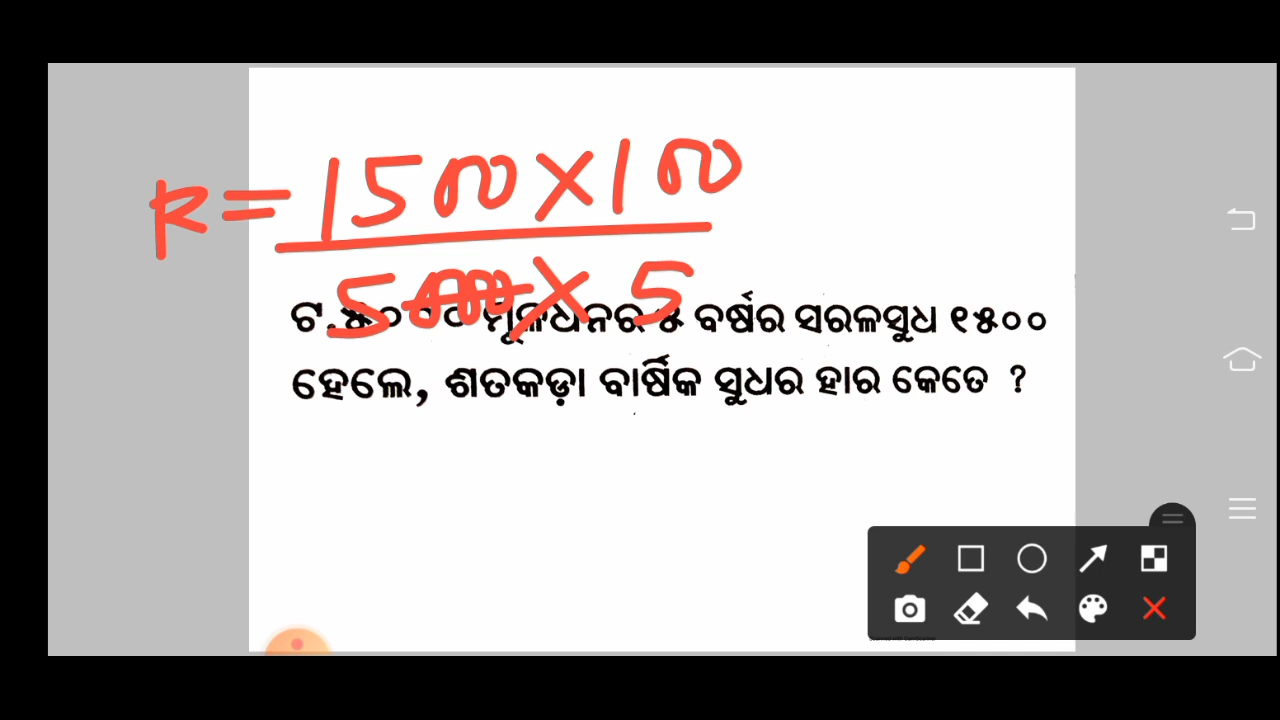 R = 1500 × 100
5000 × 5
ଟ.୫୦୦୦ ମୂଳଧନର ୫ ବର୍ଷର ସରଳସୁଧ ୧୫୦୦
ହେଲେ, ଶତକଡ଼ା ବାର୍ଷିକ ସୁଧର ହାର କେତେ ?